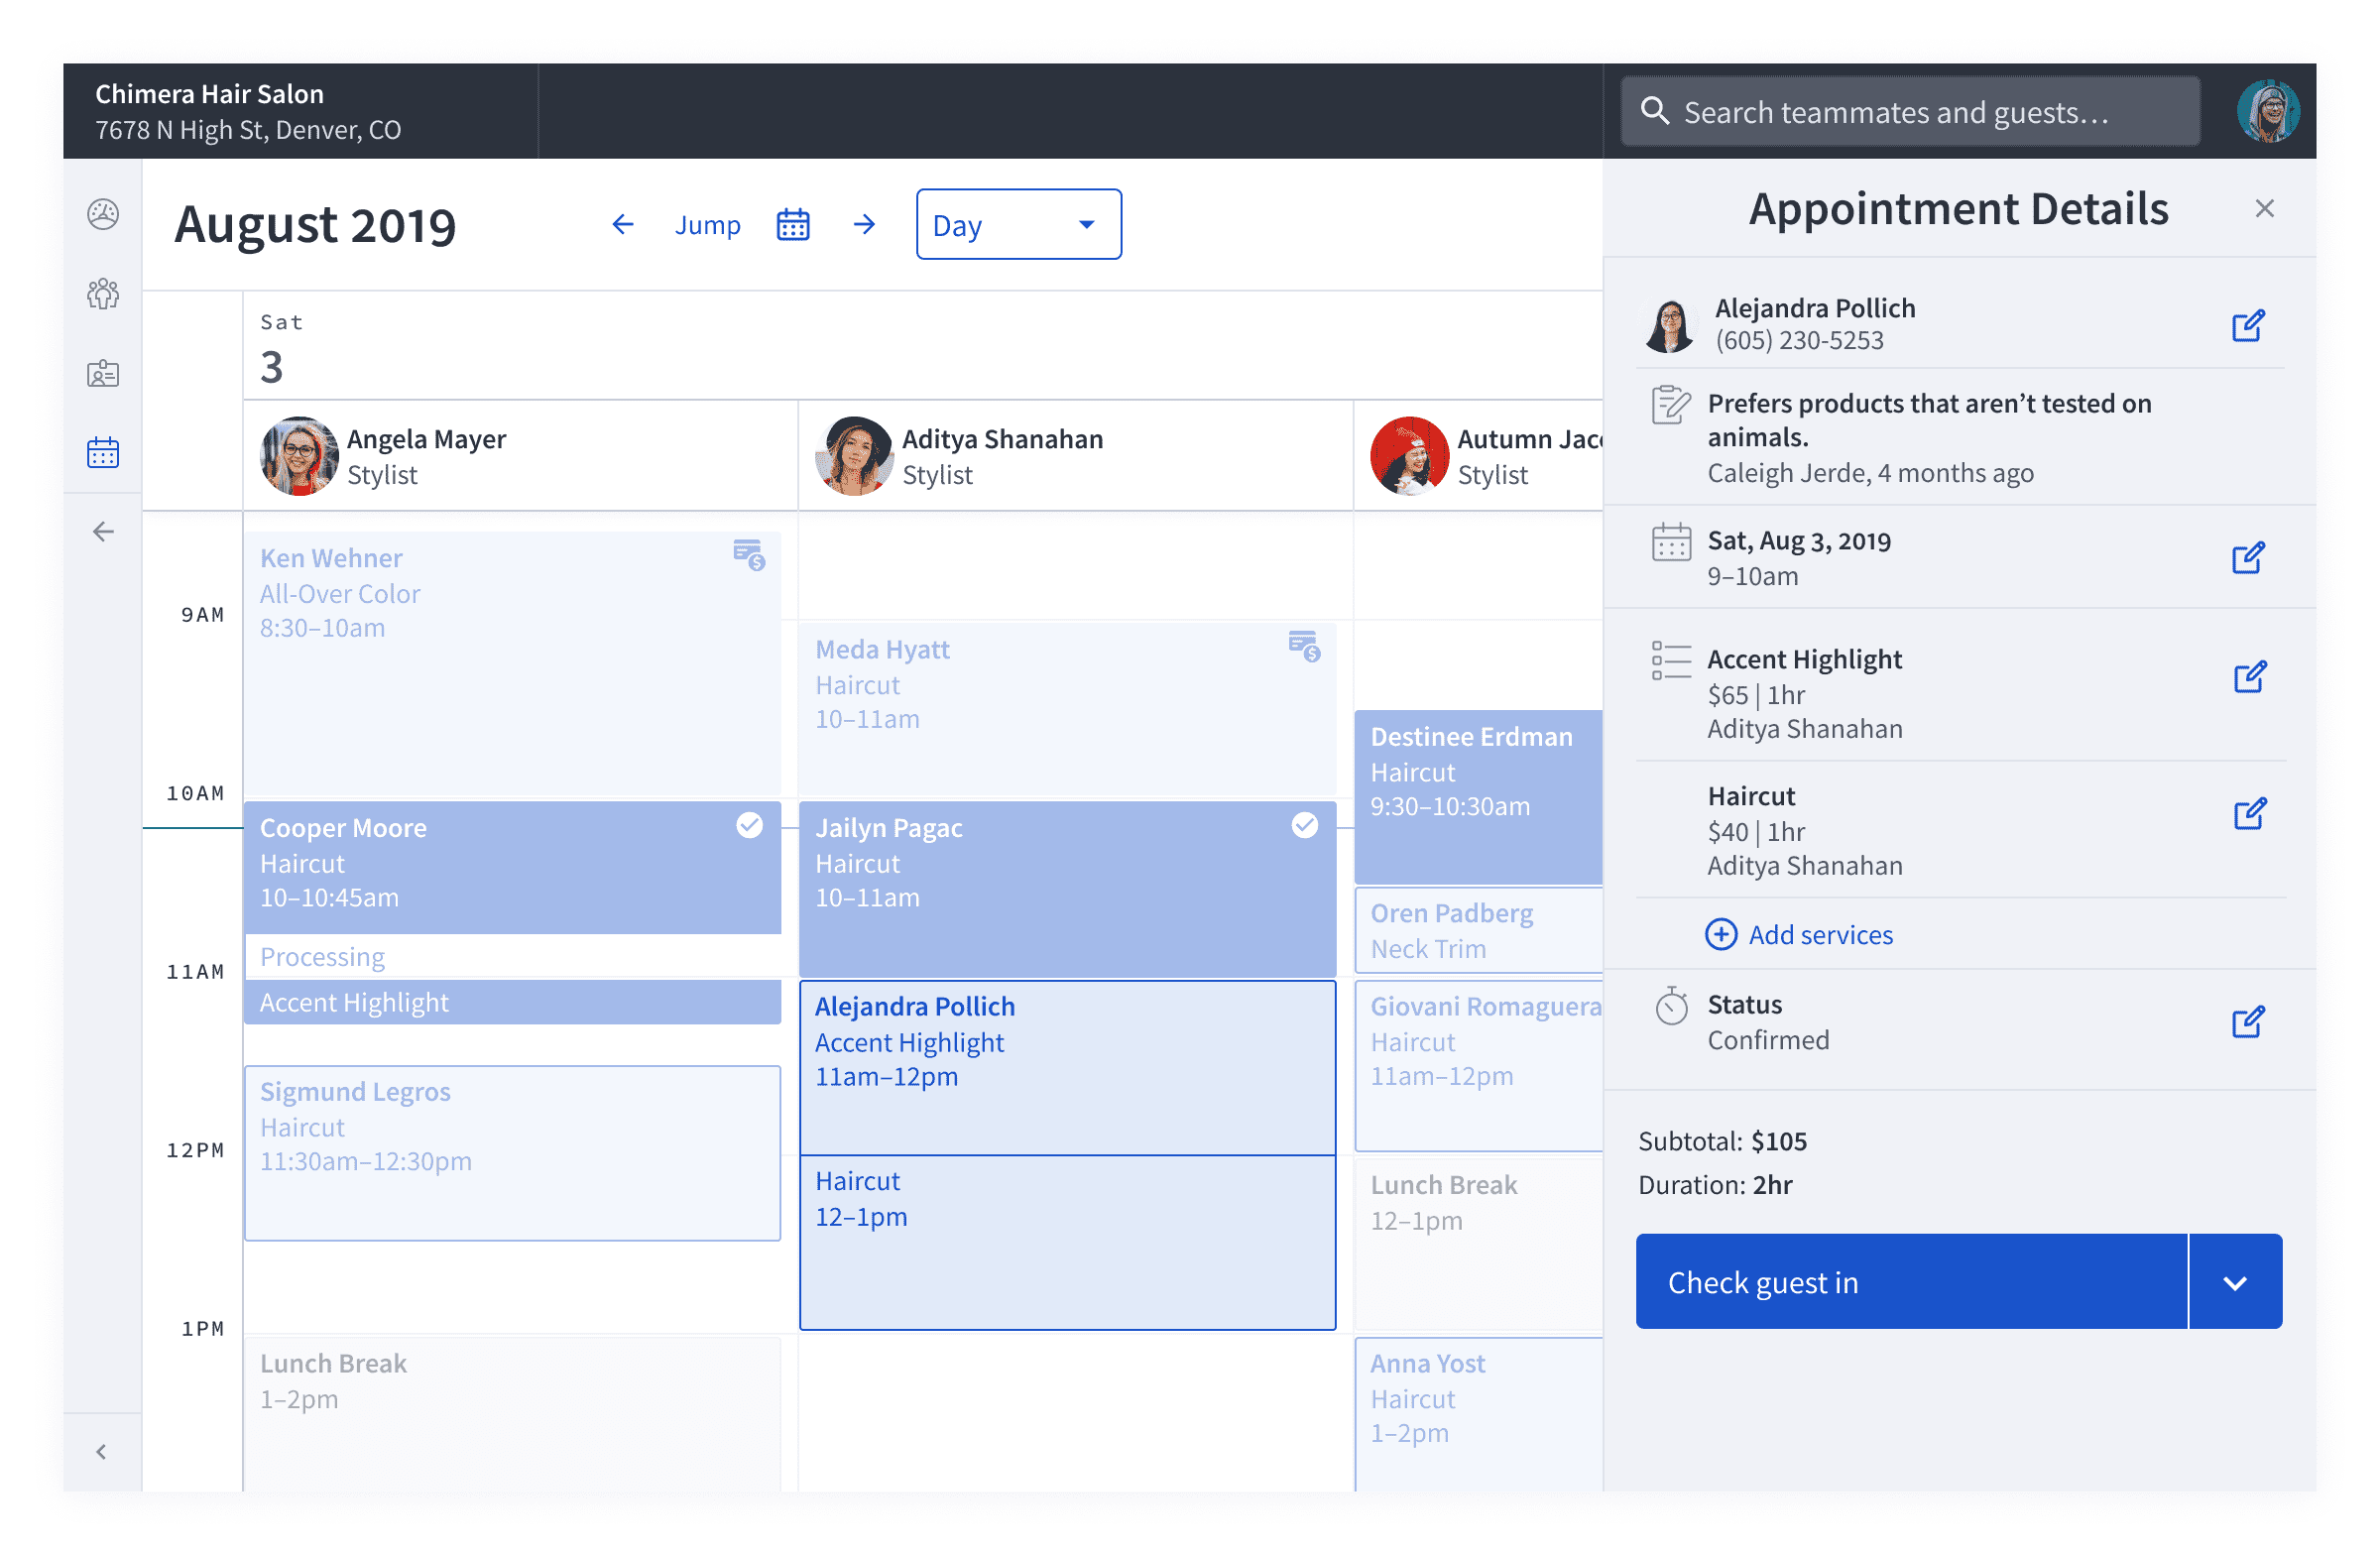 Chimera Hair Salon
7678 N High St, Denver, CO
Search teammates and guests…
August 2019
Jump
Day
Sat
3
Angela Mayer
Stylist
Aditya Shanahan
Stylist
Autumn
Stylist
9AM
10AM
11AM
12PM
1PM
Ken Wehner
All-Over Color
8:30–10am
Cooper Moore
Haircut
10–10:45am
Processing
Accent Highlight
Sigmund Legros
Haircut
11:30am–12:30pm
Lunch Break
1–2pm
Meda Hyatt
Haircut
10–11am
Jailyn Pagac
Haircut
10–11am
Alejandra Pollich
Accent Highlight
11am–12pm
Haircut
12–1pm
Destinee Erdman
Haircut
9:30–10:30am
Oren Padberg
Neck Trim
Giovani Romaguera
Haircut
11am–12pm
Lunch Break
12–1pm
Anna Yost
Haircut
1–2pm
Appointment Details
Alejandra Pollich
(605) 230-5253
Prefers products that aren’t tested on
animals.
Caleigh Jerde, 4 months ago
Sat, Aug 3, 2019
9–10am
Accent Highlight
$65 | 1hr
Aditya Shanahan
Haircut
$40 | 1hr
Aditya Shanahan
Add services
Status
Confirmed
Subtotal: $105
Duration: 2hr
Check guest in